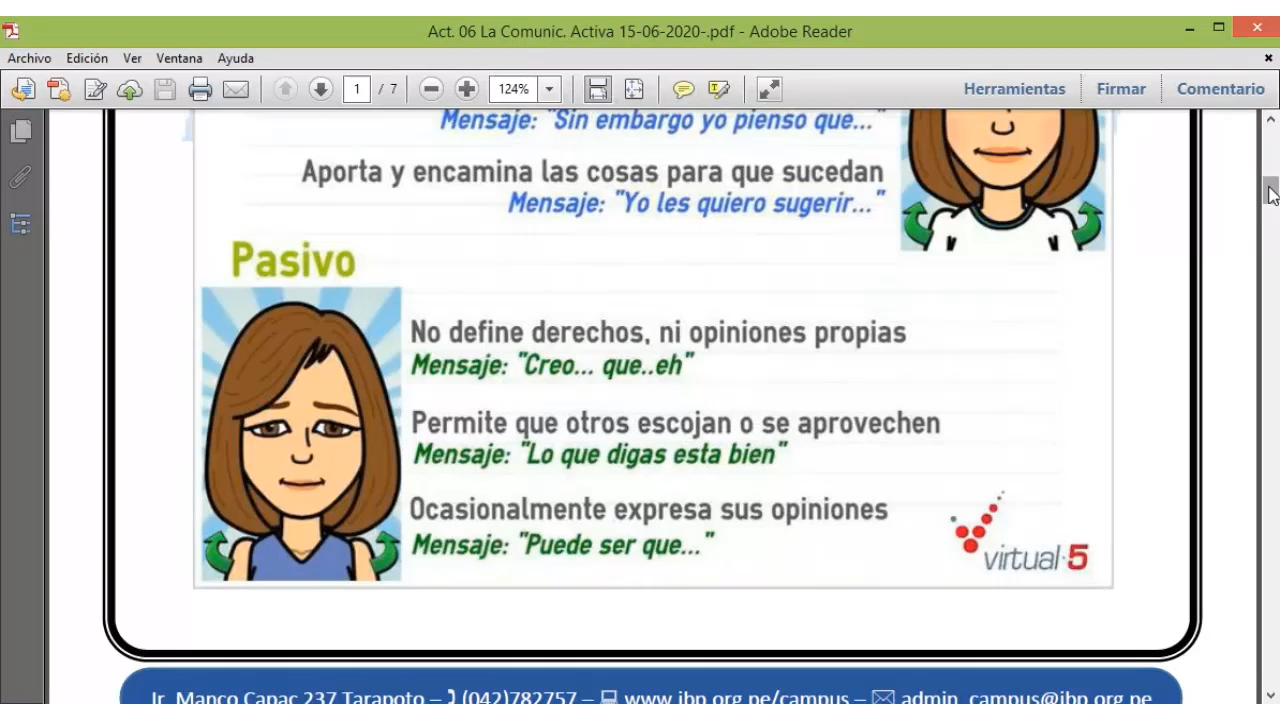 Act. 06 La Comunic. Activa 15-06-2020-.pdf - Adobe Reader
Archivo Edición Ver Ventana Ayuda
1 / 7 124% Herramientas Firmar Comentario
Mensaje: "Sin embargo yo pienso que..."
Aporta y encamina las cosas para que sucedan
Mensaje: "Yo les quiero sugerir..."
Pasivo
No define derechos, ni opiniones propias
Mensaje: "Creo... que..eh"
Permite que otros escojan o se aprovechen
Mensaje: "Lo que digas esta bien"
Ocasionalmente expresa sus opiniones
Mensaje: "Puede ser que..."
virtual·5
Jr. Manco Capac 237 Tarapoto – (042)782757 – www.ibp.org.pe/campus – admin_campus@ibp.org.pe